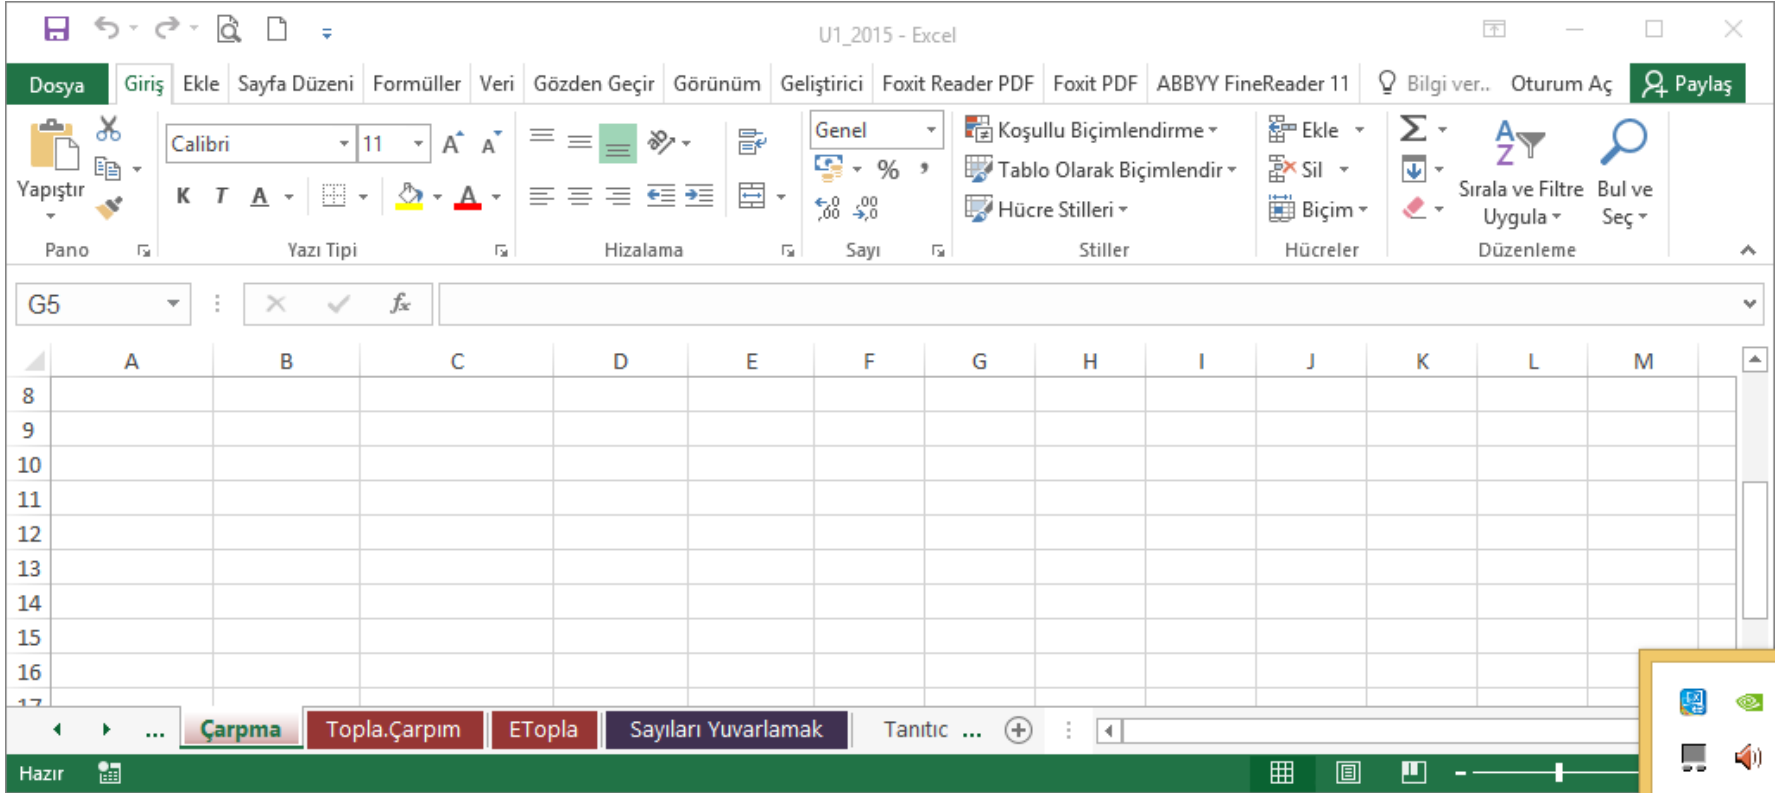 U1_2015 - Excel
Dosya Giriş Ekle Sayfa Düzeni Formüller Veri Gözden Geçir Görünüm Geliştirici Foxit Reader PDF Foxit PDF ABBYY FineReader 11 Bilgi ver.. Oturum Aç Paylaş
Yapıştır
Pano
Calibri 11
K T A A
Yazı Tipi
Hizalama
Genel
%
Sayı
Koşullu Biçimlendirme
Tablo Olarak Biçimlendir
Hücre Stilleri
Stiller
Ekle
Sil
Biçim
Hücreler
Sırala ve Filtre
Uygula
Bul ve
Seç
Düzenleme
G5 fx
A B C D E F G H I J K L M
8
9
10
11
12
13
14
15
16
17
... Çarpma Topla.Çarpım ETopla Sayıları Yuvarlamak Tanıtıc ...
Hazır